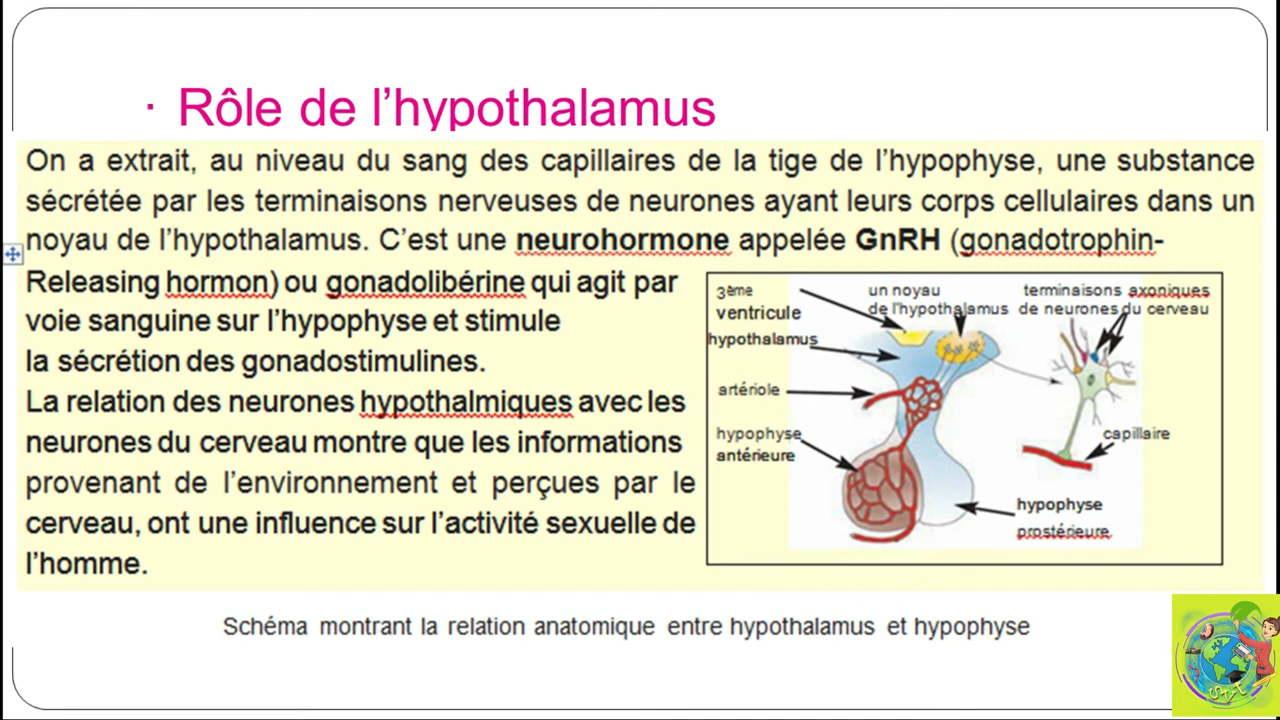 · Rôle de l’hypothalamus
On a extrait, au niveau du sang des capillaires de la tige de l’hypophyse, une substance
sécrétée par les terminaisons nerveuses de neurones ayant leurs corps cellulaires dans un
noyau de l’hypothalamus. C’est une neurohormone appelée GnRH (gonadotrophin-
Releasing hormon) ou gonadolibérine qui agit par
voie sanguine sur l’hypophyse et stimule
la sécrétion des gonadostimulines.
La relation des neurones hypothalmiques avec les
neurones du cerveau montre que les informations
provenant de l’environnement et perçues par le
cerveau, ont une influence sur l’activité sexuelle de
l’homme.
3ème
ventricule
un noyau
de l'hypothalamus
terminaisons axoniques
de neurones du cerveau
hypothalamus
artériole
hypophyse
antérieure
capillaire
hypophyse
prostérieure.
Schéma montrant la relation anatomique entre hypothalamus et hypophyse
SVT